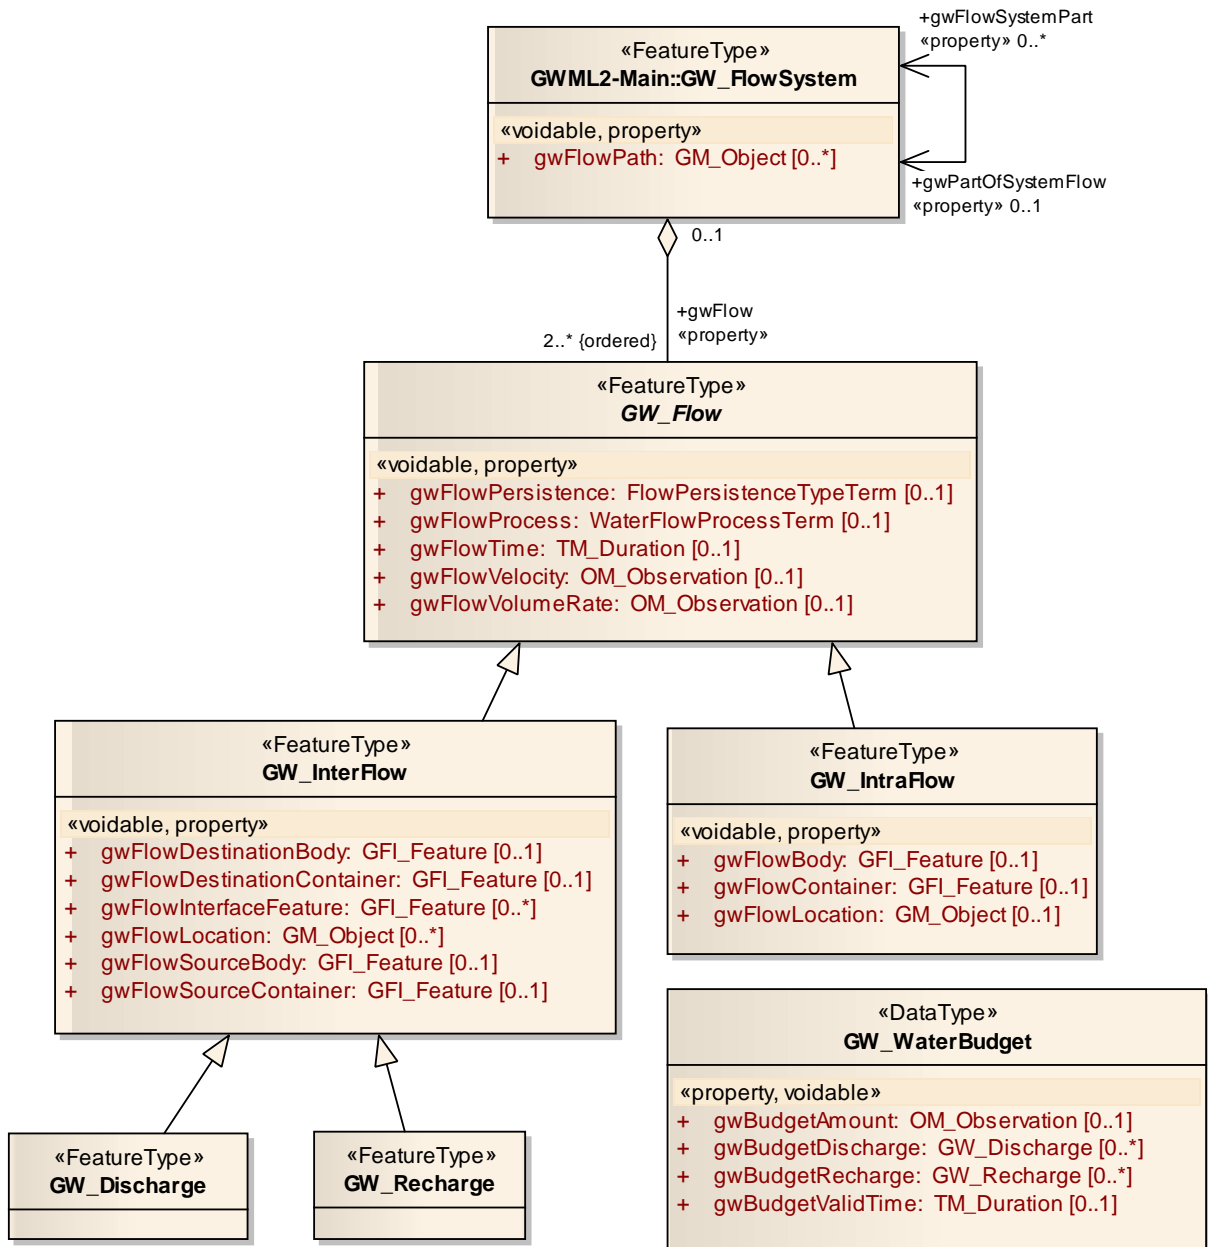 +gwFlowSystemPart
«property» 0..*
«FeatureType»
GWML2-Main::GW_FlowSystem
«voidable, property»
+ gwFlowPath: GM_Object [0..*]
+gwPartOfSystemFlow
«property» 0..1
0..1
+gwFlow
«property»
2..* {ordered}
«FeatureType»
GW_Flow
«voidable, property»
+ gwFlowPersistence: FlowPersistenceTypeTerm [0..1]
+ gwFlowProcess: WaterFlowProcessTerm [0..1]
+ gwFlowTime: TM_Duration [0..1]
+ gwFlowVelocity: OM_Observation [0..1]
+ gwFlowVolumeRate: OM_Observation [0..1]
«FeatureType»
GW_InterFlow
«voidable, property»
+ gwFlowDestinationBody: GFI_Feature [0..1]
+ gwFlowDestinationContainer: GFI_Feature [0..1]
+ gwFlowInterfaceFeature: GFI_Feature [0..*]
+ gwFlowLocation: GM_Object [0..*]
+ gwFlowSourceBody: GFI_Feature [0..1]
+ gwFlowSourceContainer: GFI_Feature [0..1]
«FeatureType»
GW_IntraFlow
«voidable, property»
+ gwFlowBody: GFI_Feature [0..1]
+ gwFlowContainer: GFI_Feature [0..1]
+ gwFlowLocation: GM_Object [0..1]
«DataType»
GW_WaterBudget
«property, voidable»
+ gwBudgetAmount: OM_Observation [0..1]
+ gwBudgetDischarge: GW_Discharge [0..*]
+ gwBudgetRecharge: GW_Recharge [0..*]
+ gwBudgetValidTime: TM_Duration [0..1]
«FeatureType»
GW_Discharge
«FeatureType»
GW_Recharge